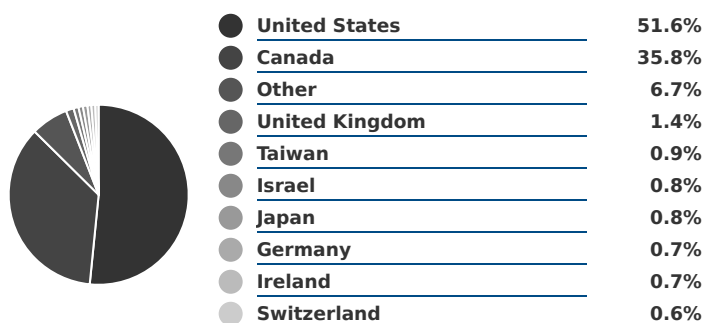 United States 51.6%
Canada 35.8%
Other 6.7%
United Kingdom 1.4%
Taiwan 0.9%
Israel 0.8%
Japan 0.8%
Germany 0.7%
Ireland 0.7%
Switzerland 0.6%